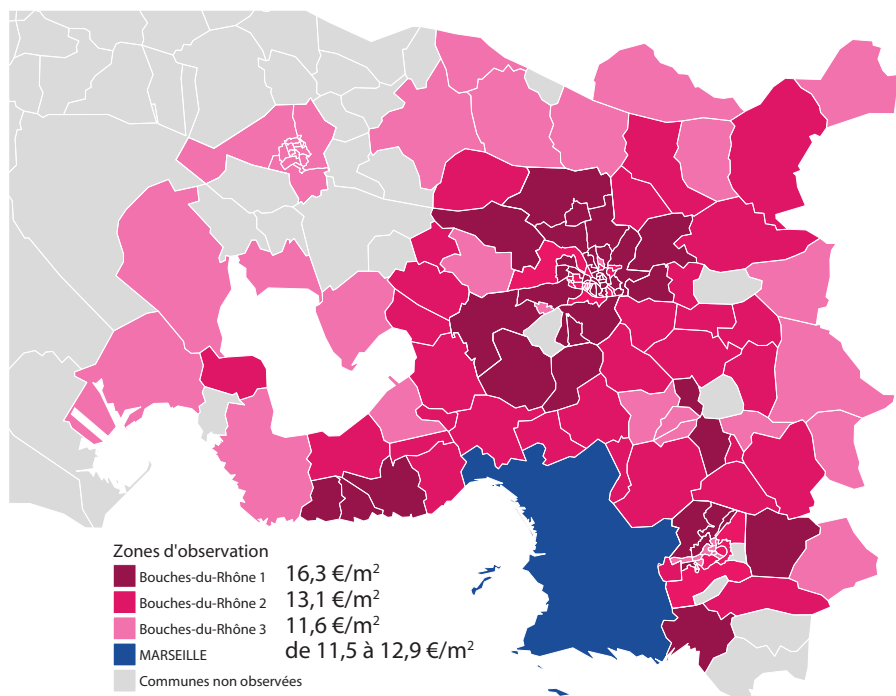 Zones d'observation
Bouches-du-Rhône 1 16,3 €/m²
Bouches-du-Rhône 2 13,1 €/m²
Bouches-du-Rhône 3 11,6 €/m²
MARSEILLE de 11,5 à 12,9 €/m²
Communes non observées